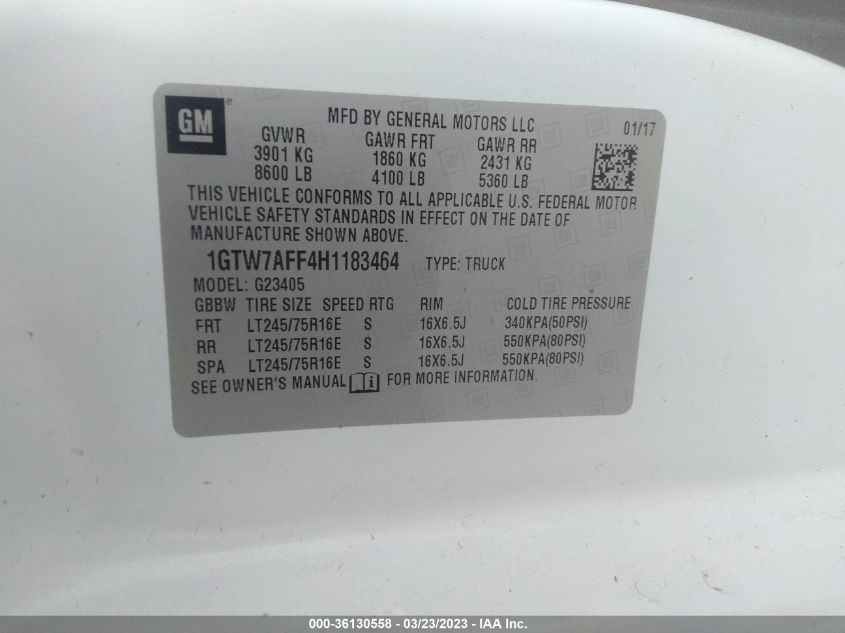 GM
MFD BY GENERAL MOTORS LLC
01/17
GVWR GAWR FRT GAWR RR
3901 KG 1860 KG 2431 KG
8600 LB 4100 LB 5360 LB
THIS VEHICLE CONFORMS TO ALL APPLICABLE U.S. FEDERAL MOTOR
VEHICLE SAFETY STANDARDS IN EFFECT ON THE DATE OF
MANUFACTURE SHOWN ABOVE.
1GTW7AFF4H1183464 TYPE: TRUCK
MODEL: G23405
GBBW TIRE SIZE SPEED RTG RIM COLD TIRE PRESSURE
FRT LT245/75R16E S 16X6.5J 340KPA(50PSI)
RR LT245/75R16E S 16X6.5J 550KPA(80PSI)
SPA LT245/75R16E S 16X6.5J 550KPA(80PSI)
SEE OWNER'S MANUAL FOR MORE INFORMATION.
000-36130558 - 03/23/2023 - IAA Inc.